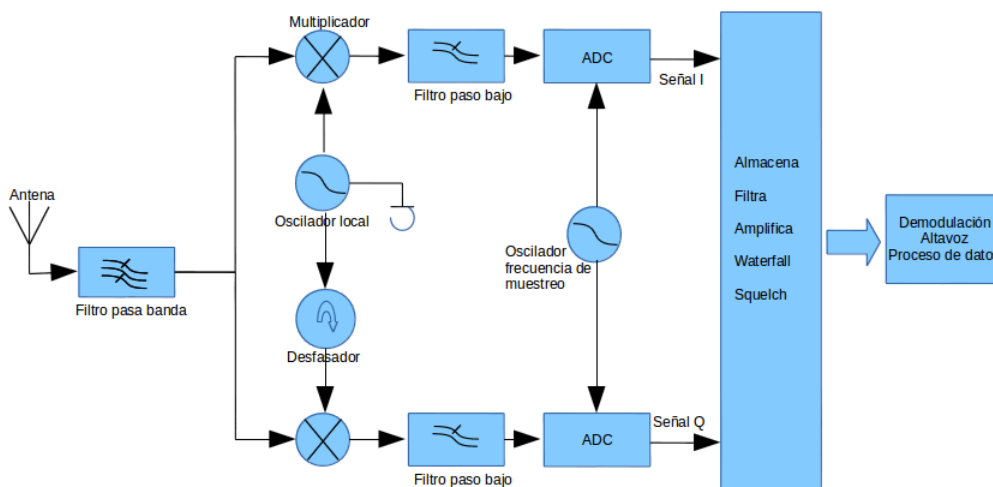 Multiplicador
ADC
Señal I
Filtro paso bajo
Almacena
Filtra
Amplifica
Waterfall
Squelch
Antena
Oscilador local
Oscilador
frecuencia de
muestreo
Demodulación
Altavoz
Proceso de datos
Filtro pasa banda
Desfasador
Señal Q
ADC
Filtro paso bajo